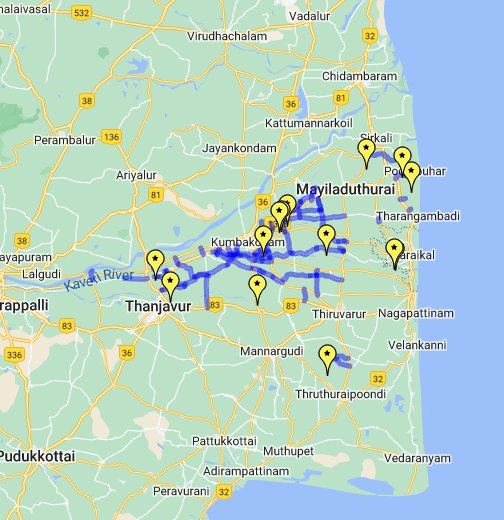 nalaivasal
532
Vadalur
Virudhachalam
32
Chidambaram
38
36
81
Kattumannarkoil
Perambalur
136
Sirkali
Jayankondam
Ariyalur
81
Mayiladuthurai
36
Tharangambadi
38
Kumbakonam
ayapuram
Lalgudi
Kaveri River
araikal
rappalli
Thanjavur
83
83
83
Thiruvarur
Nagapattinam
336
36
Mannargudi
Velankanni
32
Thruthuraipoondi
Pattukkottai
Pudukkottai
Muthupet
Vedaranyam
Adirampattinam
Peravurani
32